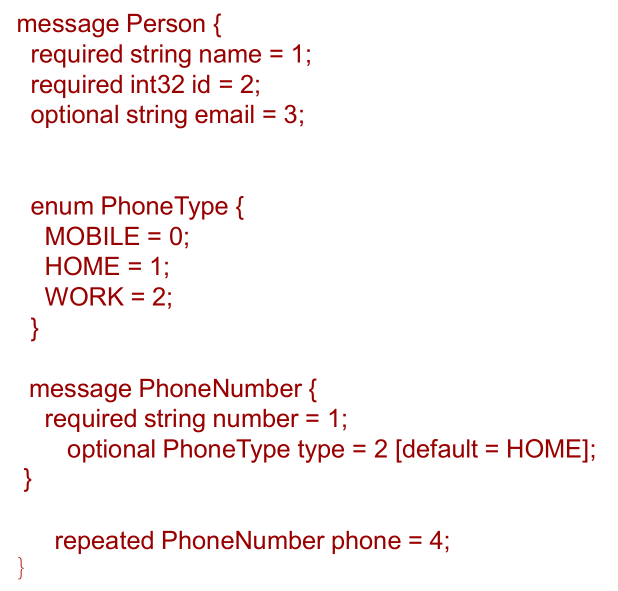 message Person {
required string name = 1;
required int32 id = 2;
optional string email = 3;
enum PhoneType {
MOBILE = 0;
HOME = 1;
WORK = 2;
}
message PhoneNumber {
required string number = 1;
optional PhoneType type = 2 [default = HOME];
}
repeated PhoneNumber phone = 4;
}